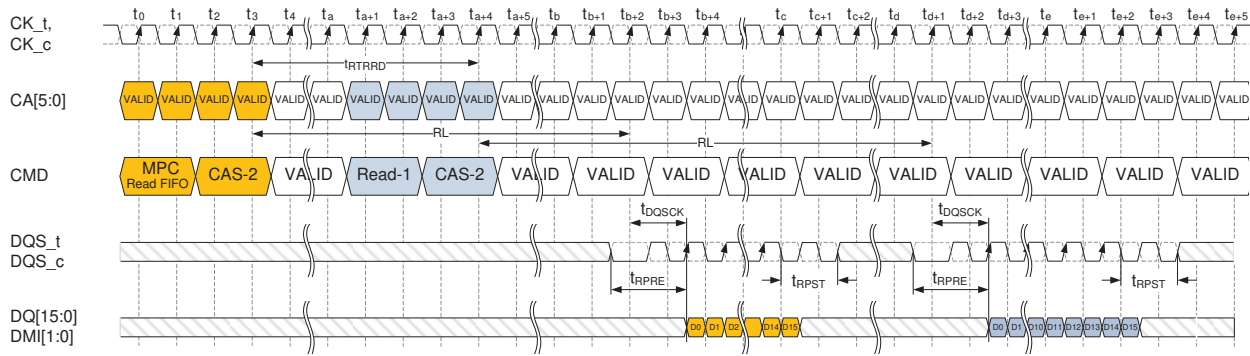 t0 t1 t2 t3 t4 ta ta+1 ta+2 ta+3 ta+4 ta+5 tb tb+1 tb+2 tb+3 tb+4 tc tc+1 tc+2 td td+1 td+2 td+3 te te+1 te+2 te+3 te+4 te+5
CK_t,
CK_c
tRTRRD
CA[5:0] VALID VALID VALID VALID VALID VALID VALID VALID VALID VALID VALID VALID VALID VALID VALID VALID VALID VALID VALID VALID VALID VALID VALID VALID VALID VALID VALID VALID VALID VALID
RL RL
CMD MPC Read FIFO CAS-2 VALID Read-1 CAS-2 VALID VALID VALID VALID VALID VALID VALID VALID VALID VALID
tDQSCK tDQSCK
DQS_t
DQS_c
tRPRE tRPST tRPRE tRPST
DQ[15:0]
DMI[1:0]
D0 D1 D2 D14 D15 D0 D1 D10 D11 D12 D13 D14 D15